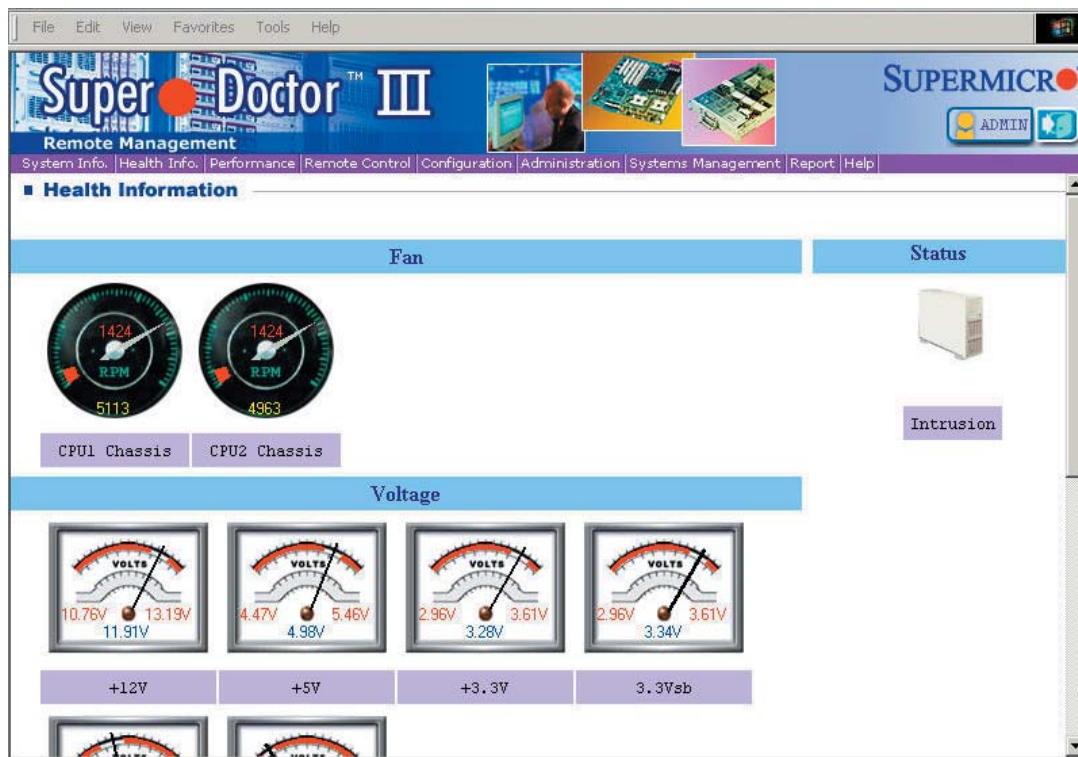 File Edit View Favorites Tools Help
Super Doctor™ III
Remote Management
SUPERMICR
ADMIN
System Info. Health Info. Performance Remote Control Configuration Administration Systems Management Report Help
Health Information
Fan
Status
1424
RPM
5113
1424
RPM
4963
CPU1 Chassis
CPU2 Chassis
Intrusion
Voltage
VOLTS
10.76V 13.19V
11.91V
VOLTS
4.47V 5.46V
4.98V
VOLTS
2.96V 3.61V
3.28V
VOLTS
2.96V 3.61V
3.34V
+12V
+5V
+3.3V
3.3Vsb